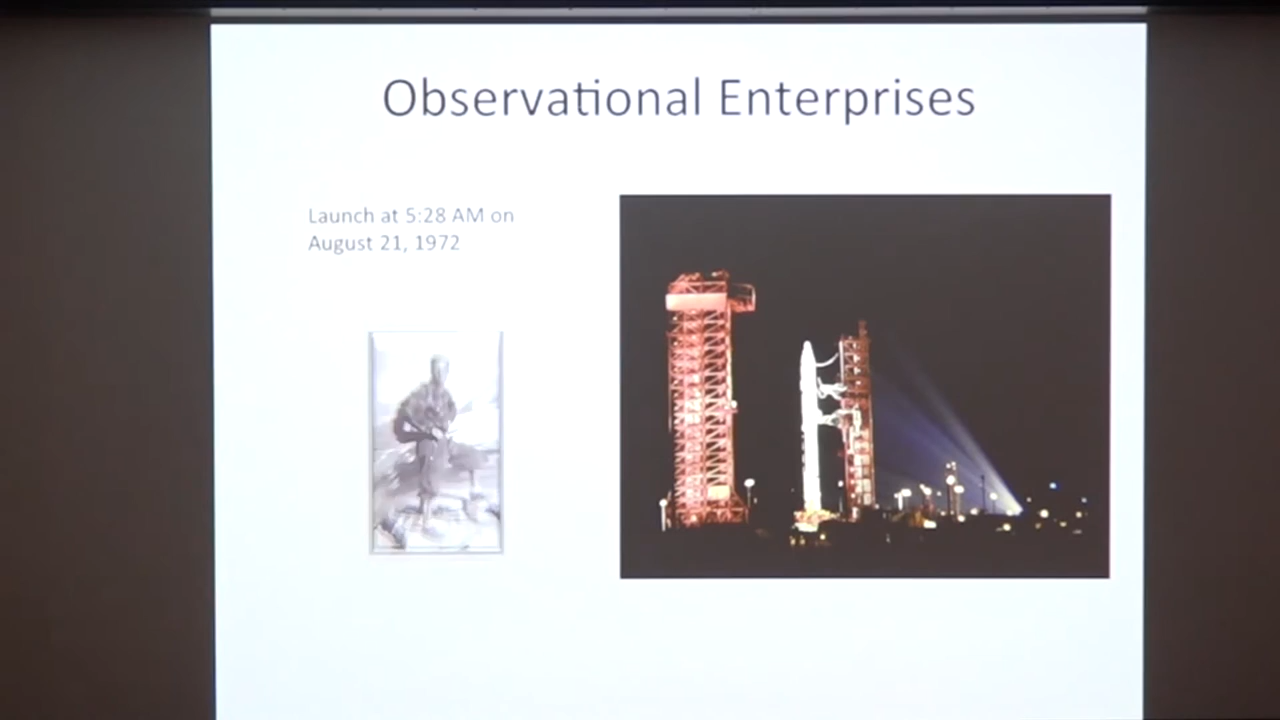 Observational Enterprises
Launch at 5:28 AM on
August 21, 1972